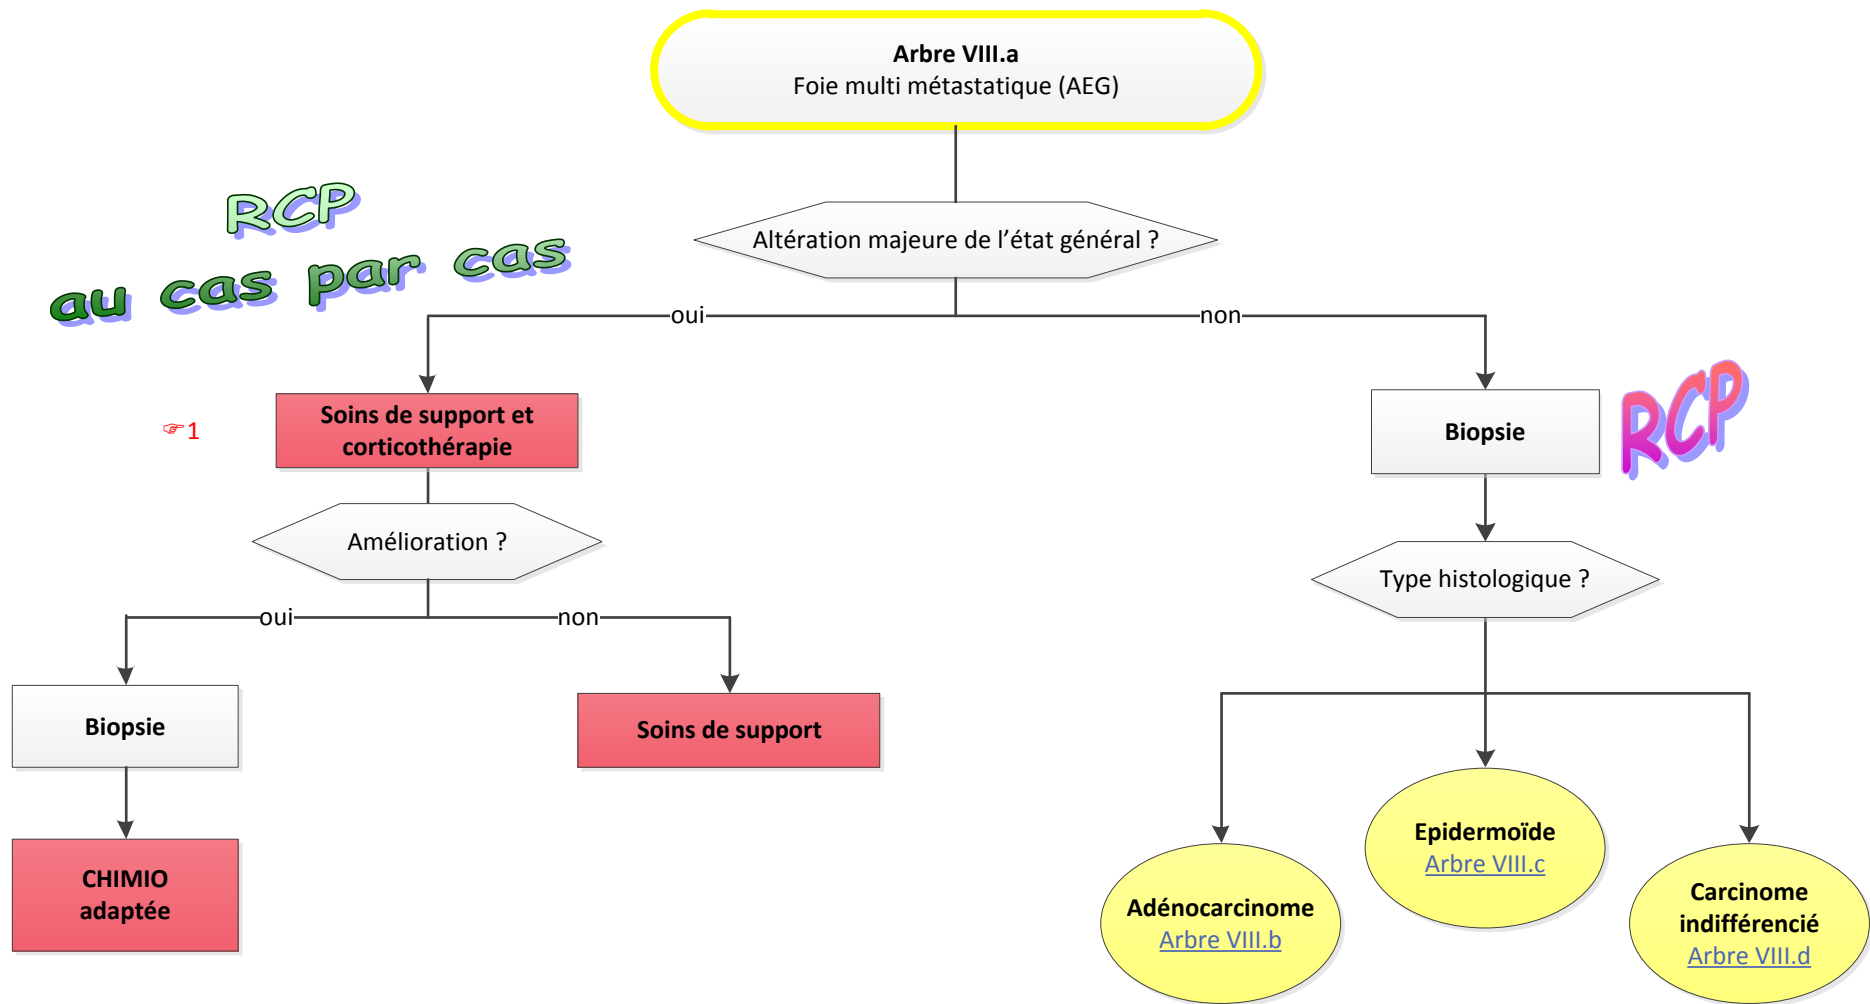 Arbre VIII.a
Foie multi métastatique (AEG)
RCP
au cas par cas
Altération majeure de l'état général ?
oui
non
☞1
Soins de support et
corticothérapie
Biopsie
RCP
Amélioration ?
Type histologique ?
oui
non
Biopsie
Soins de support
CHIMIO
adaptée
Epidermoïde
Arbre VIII.c
Adénocarcinome
Arbre VIII.b
Carcinome
indifférencié
Arbre VIII.d